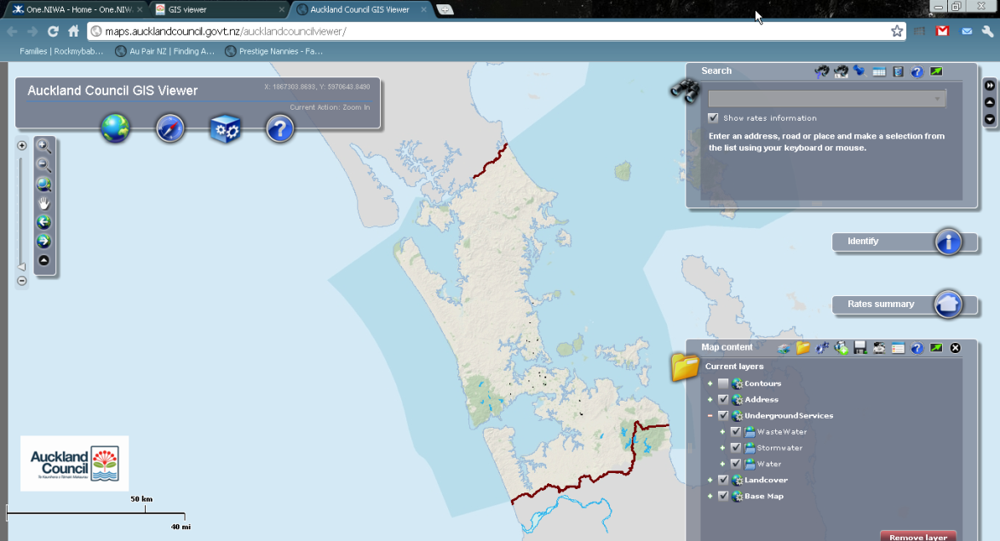 One.NIWA - Home - One.NIW
GIS viewer
Auckland Council GIS Viewer
maps.aucklandcouncil.govt.nz/aucklandcouncilviewer/
Families | Rockmybab...
Au Pair NZ | Finding A...
Prestige Nannies - Fa...
Auckland Council GIS Viewer
X: 1867303.8693, Y: 5970643.8490
Current Action: Zoom In
Search
Show rates information
Enter an address, road or place and make a selection from
the list using your keyboard or mouse.
Identify
Rates summary
Map content
Current layers
Contours
Address
UndergroundServices
WasteWater
Stormwater
Water
Landcover
Base Map
Remove layer
Auckland
Council
Te Kaunihera o Tāmaki Makaurau
50 km
40 mi